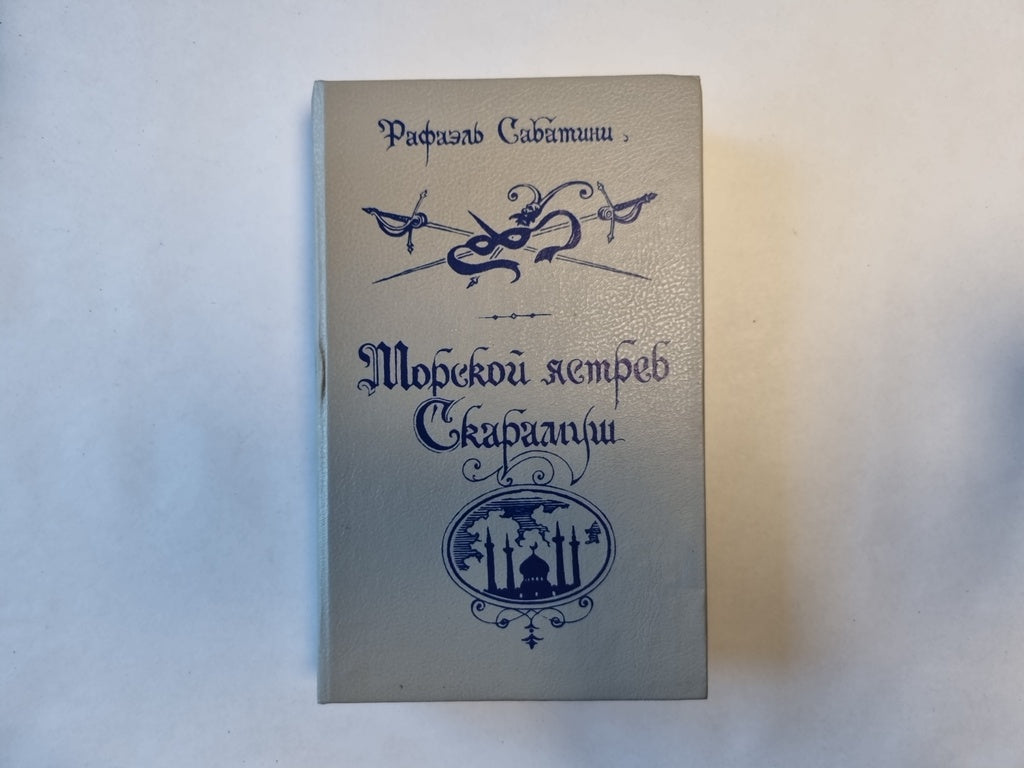 Рафаэль Сабатини
Морской ястреб
Скарамуш